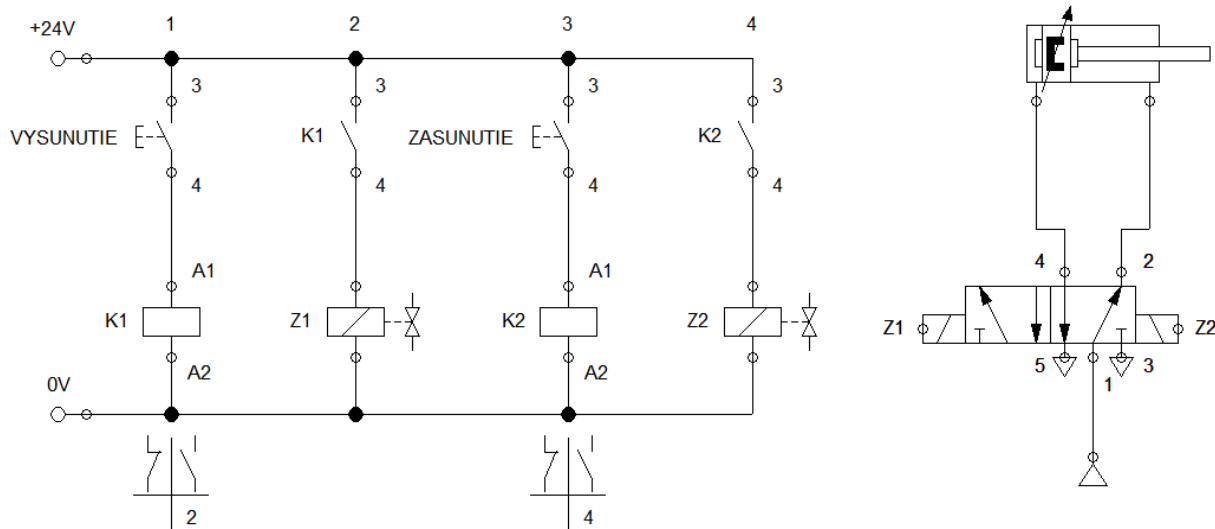 +24V 1 2 3 4
3 3 3 3
VYSUNUTIE K1 ZASUNUTIE K2
4 4 4 4
A1 A1
K1 Z1 K2 Z2
A2 A2
0V
2 4
4 2
Z1 Z2
5 1 3